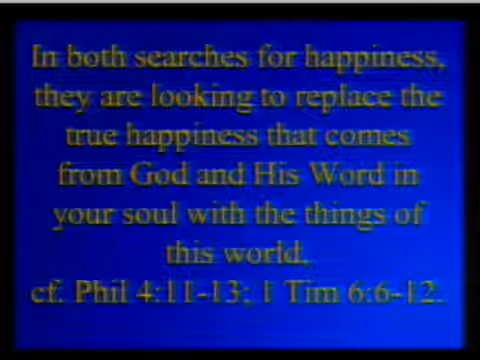 In both searches for happiness,
they are looking to replace the
true happiness that comes
from God and His Word in
your soul with the things of
this world,
cf. Phil 4:11-13; 1 Tim 6:6-12.